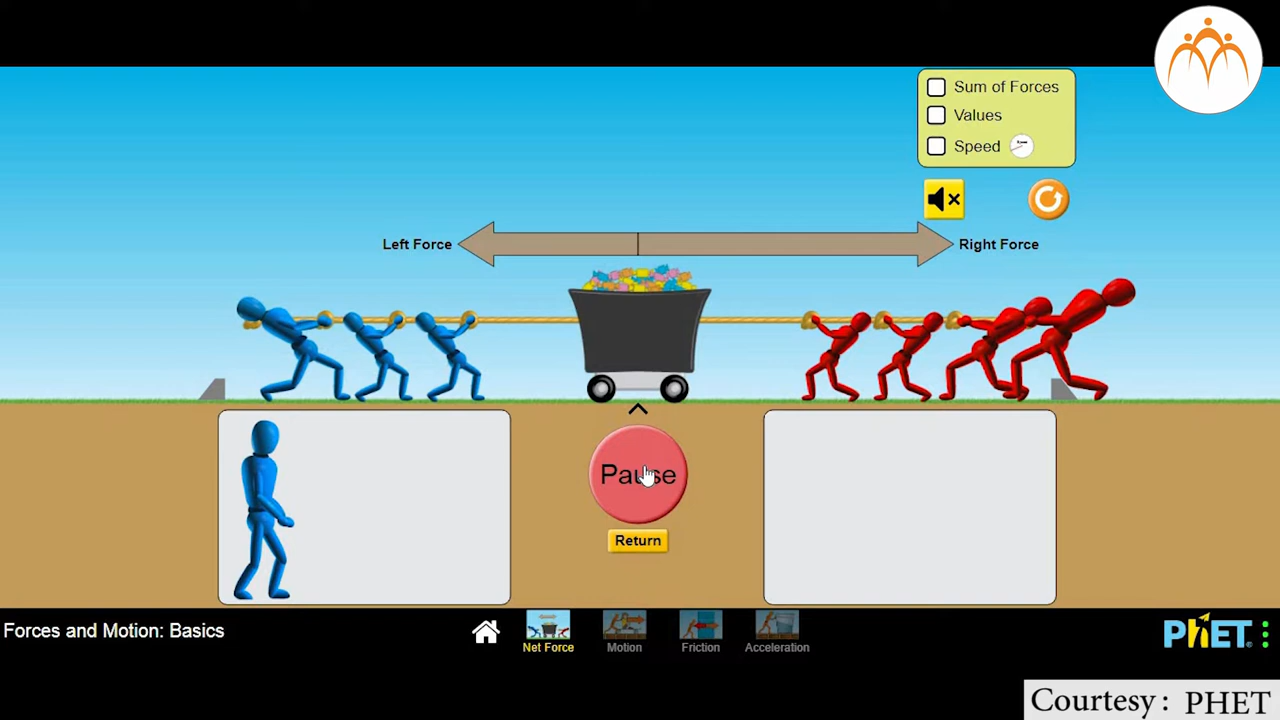 Sum of Forces
Values
Speed
Left Force
Right Force
Pause
Return
Forces and Motion: Basics
Net Force
Motion
Friction
Acceleration
PhET
Courtesy : PHET